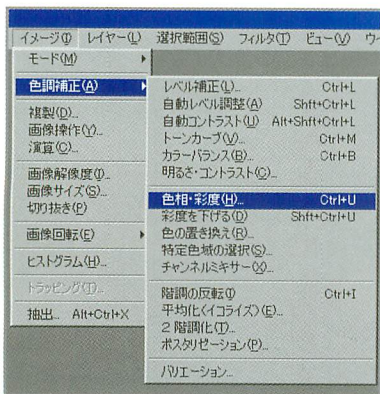 イメージ(I) レイヤー(L) 選択範囲(S) フィルタ(T) ビュー(V) ウ
モード(M)
色調補正(A)
複製(D)...
画像操作(Y)...
演算(C)...
画像解像度(I)...
画像サイズ(S)...
切り抜き(P)
画像回転(E)
ヒストグラム(H)...
トラッピング(T)...
抽出... Alt+Ctrl+X
レベル補正(L)... Ctrl+L
自動レベル調整(A) Shft+Ctrl+L
自動コントラスト(U) Alt+Shft+Ctrl+L
トーンカーブ(V)... Ctrl+M
カラーバランス(B)... Ctrl+B
明るさ・コントラスト(C)...
色相・彩度(H)... Ctrl+U
彩度を下げる(D) Shft+Ctrl+U
色の置き換え(R)...
特定色域の選択(S)...
チャンネルミキサー(X)...
階調の反転(I) Ctrl+I
平均化(イコライズ)(E)...
2 階調化(T)...
ポスタリゼーション(P)...
バリエーション...